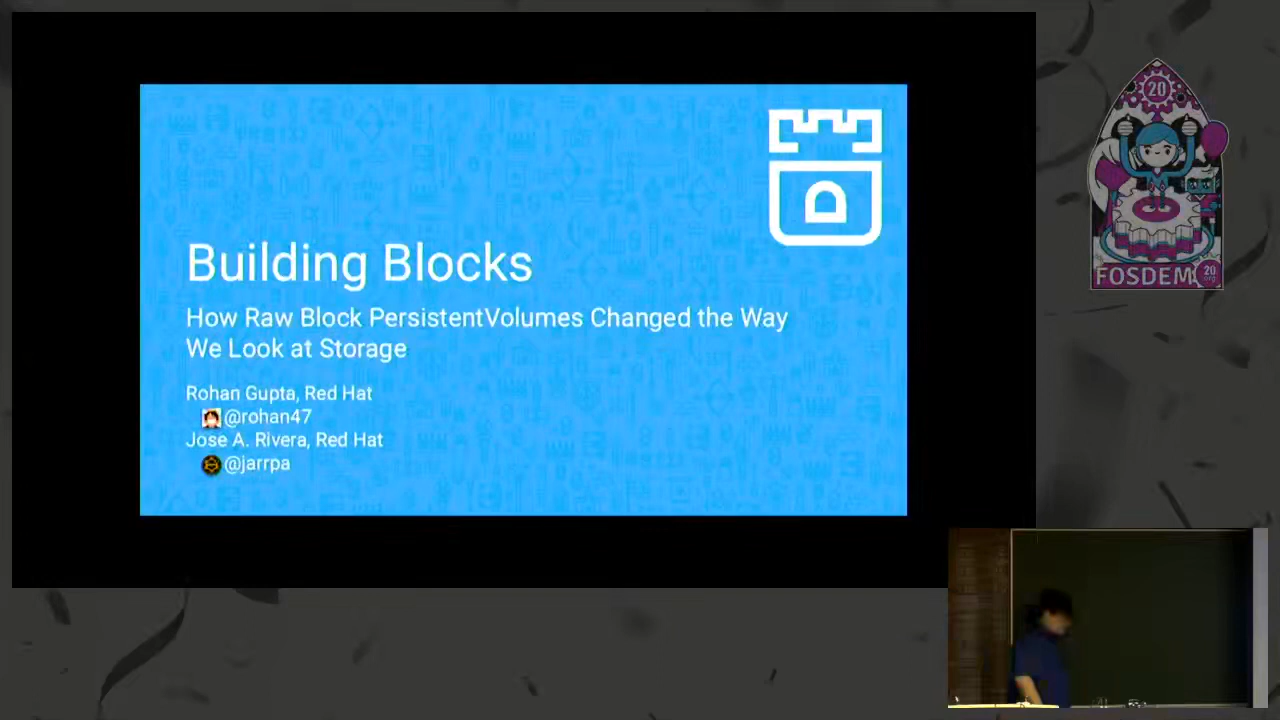 Building Blocks
How Raw Block PersistentVolumes Changed the Way
We Look at Storage
Rohan Gupta, Red Hat
@rohan47
Jose A. Rivera, Red Hat
@jarrpa
20
FOSDEM
20